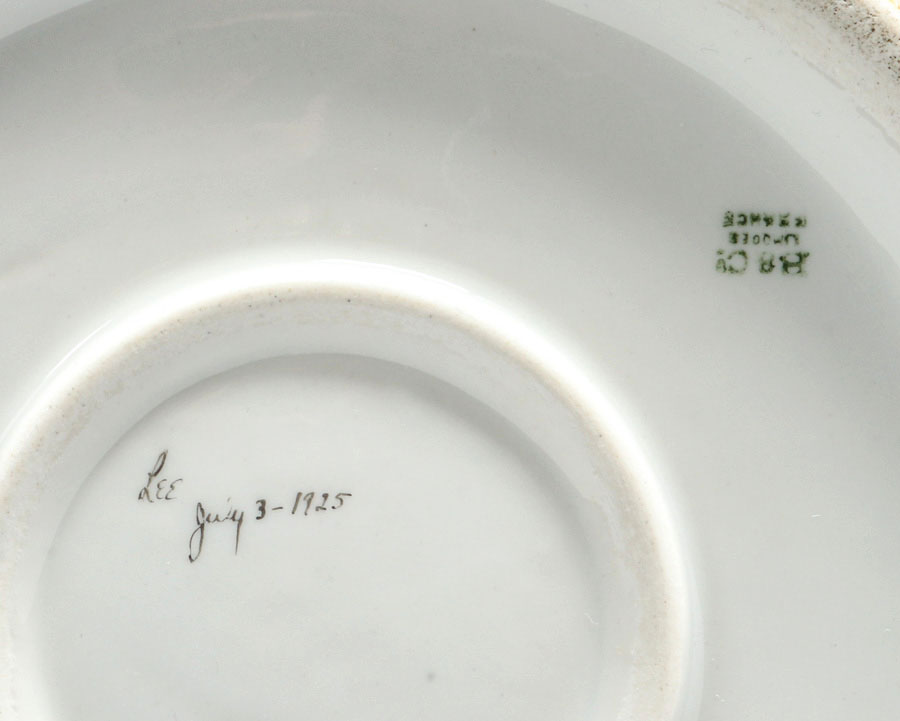 Lee
July 3 - 1925
B & Co
LIMOGES
FRANCE